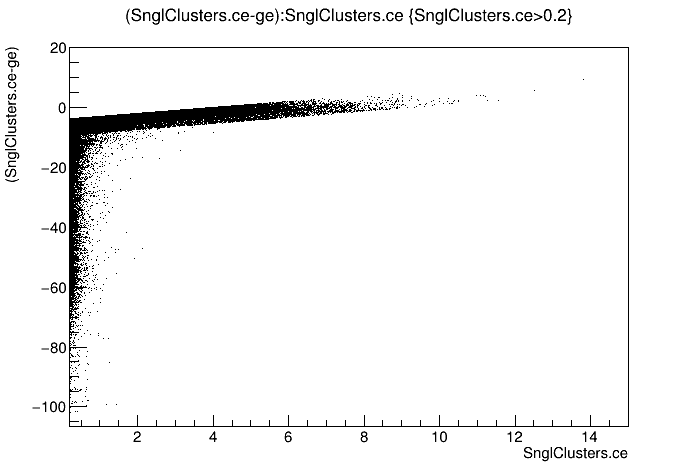 (SnglClusters.ce-ge):SnglClusters.ce {SnglClusters.ce>0.2}
(SnglClusters.ce-ge)
20
0
−20
−40
−60
−80
−100
2 4 6 8 10 12 14
SnglClusters.ce